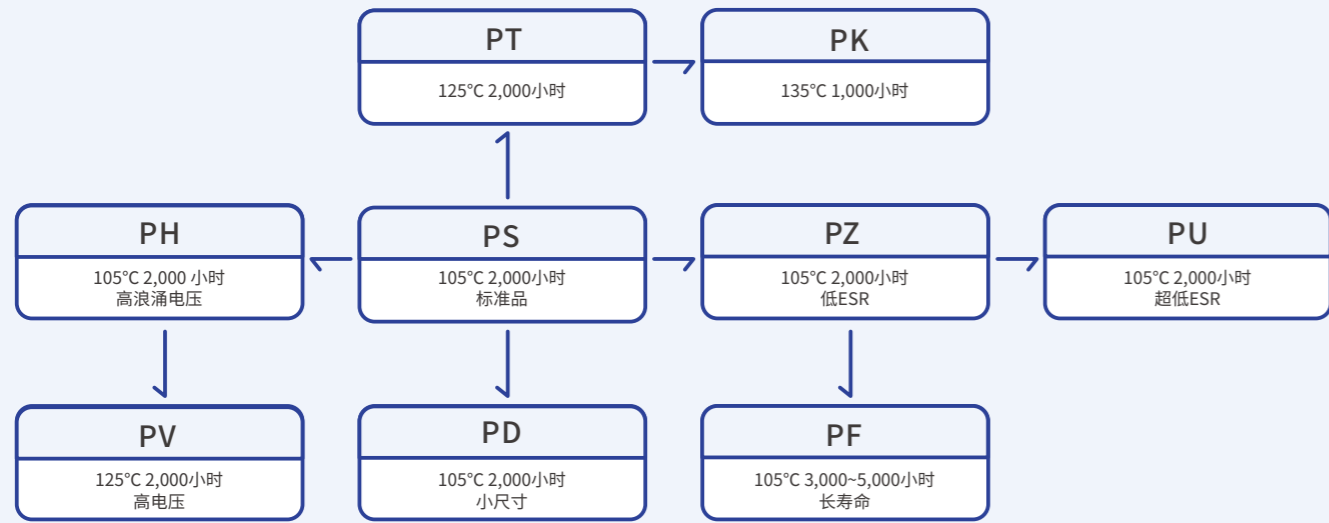 PT
125℃ 2,000小时
PK
135℃ 1,000小时
PH
105℃ 2,000 小时
高浪涌电压
PS
105℃ 2,000小时
标准品
PZ
105℃ 2,000小时
低ESR
PU
105℃ 2,000小时
超低ESR
PV
125℃ 2,000小时
高电压
PD
105℃ 2,000小时
小尺寸
PF
105℃ 3,000~5,000小时
长寿命